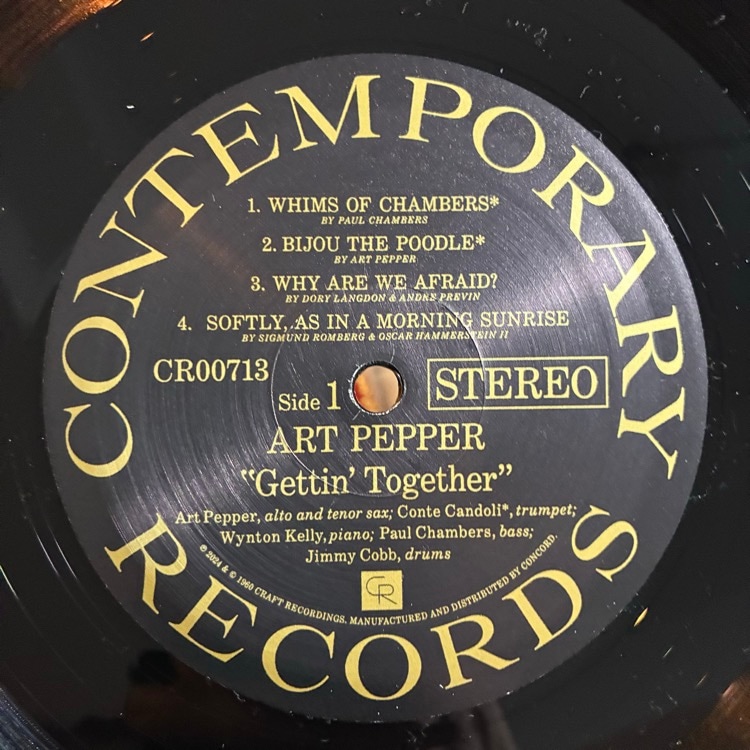 CONTEMPORARY
1. WHIMS OF CHAMBERS*
BY PAUL CHAMBERS
2. BIJOU THE POODLE*
BY ART PEPPER
3. WHY ARE WE AFRAID?
BY DORY LANGDON & ANDRE PREVIN
4. SOFTLY, AS IN A MORNING SUNRISE
BY SIGMUND ROMBERG & OSCAR HAMMERSTEIN II
CR00713
Side 1
STEREO
ART PEPPER
"Gettin' Together"
Art Pepper, alto and tenor sax; Conte Candoli*, trumpet;
Wynton Kelly, piano; Paul Chambers, bass;
Jimmy Cobb, drums
CR
℗ 2024 & © 1960 CRAFT RECORDINGS. MANUFACTURED AND DISTRIBUTED BY CONCORD.
RECORDS